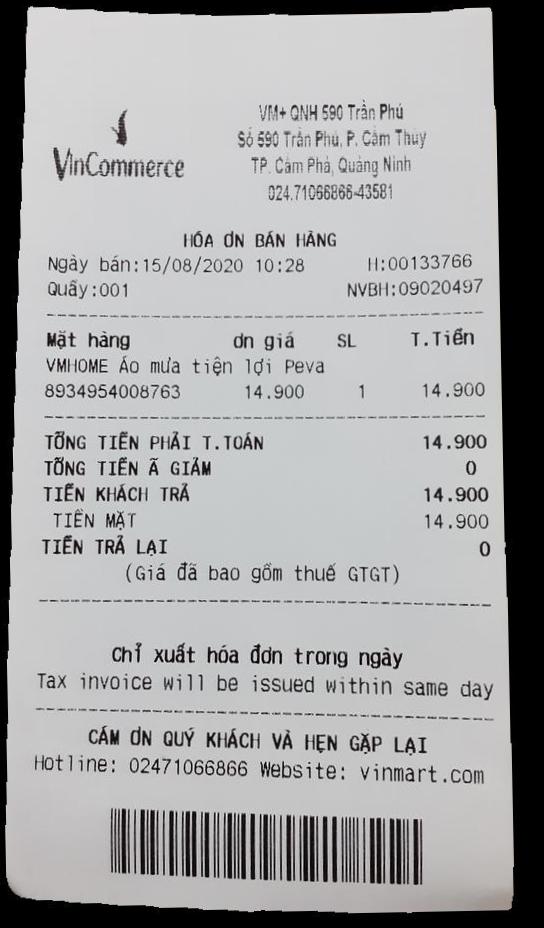 VinCommerce
VM+ QNH 590 Trần Phú
Số 590 Trần Phú, P. Cẩm Thủy
TP. Cẩm Phả, Quảng Ninh
024.71066866-43581
HÓA ƠN BÁN HÀNG
Ngày bán:15/08/2020 10:28 H:00133766
Quầy:001 NVBH:09020497
Mặt hàng ơn giá SL T.Tiền
VMHOME Áo mưa tiện lợi Peva
8934954008763 14.900 1 14.900
TỔNG TIỀN PHẢI T.TOÁN 14.900
TỔNG TIỀN Ã GIẢM 0
TIỀN KHÁCH TRẢ 14.900
TIỀN MẶT 14.900
TIỀN TRẢ LẠI 0
(Giá đã bao gồm thuế GTGT)
Chỉ xuất hóa đơn trong ngày
Tax invoice will be issued within same day
CÁM ƠN QUÝ KHÁCH VÀ HẸN GẶP LẠI
Hotline: 02471066866 Website: vinmart.com